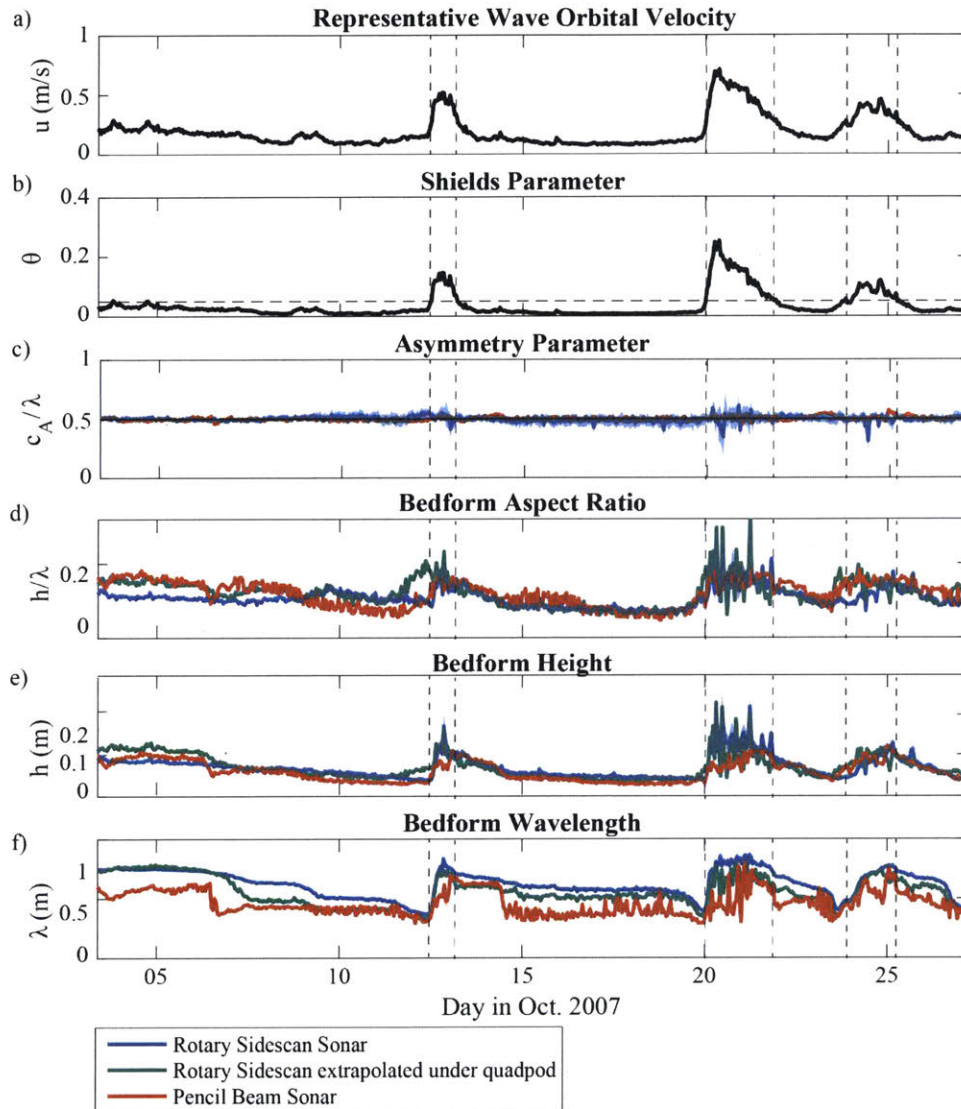 a)
Representative Wave Orbital Velocity
u (m/s)
1
0.5
0
b)
Shields Parameter
θ
0.4
0.2
0
c)
Asymmetry Parameter
c_A/λ
1
0.5
0
d)
Bedform Aspect Ratio
h/λ
0.2
0
e)
Bedform Height
h (m)
0.2
0.1
0
f)
Bedform Wavelength
λ (m)
1
0.5
0
05 10 15 20 25
Day in Oct. 2007
Rotary Sidescan Sonar
Rotary Sidescan extrapolated under quadpod
Pencil Beam Sonar